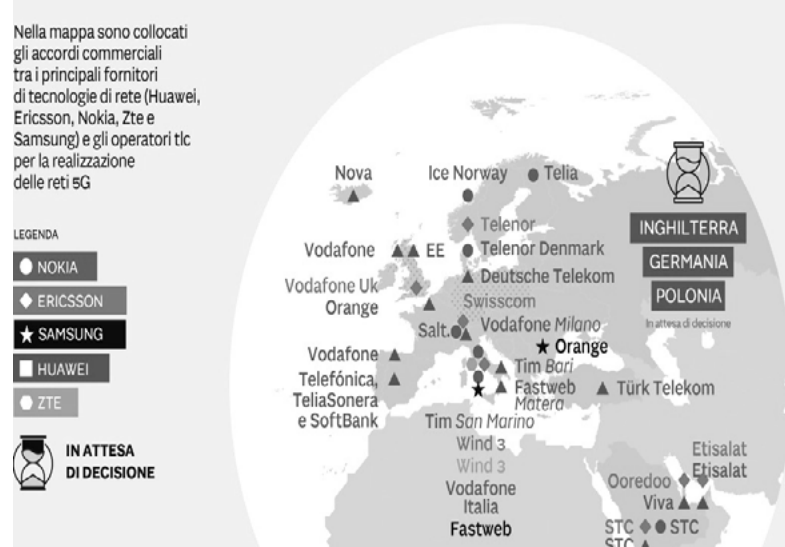 Nella mappa sono collocati
gli accordi commerciali
tra i principali fornitori
di tecnologie di rete (Huawei,
Ericsson, Nokia, Zte e
Samsung) e gli operatori tlc
per la realizzazione
delle reti 5G
LEGENDA
NOKIA
ERICSSON
SAMSUNG
HUAWEI
ZTE
IN ATTESA
DI DECISIONE
Nova
Ice Norway
Telia
Telenor
Vodafone
EE
Telenor Denmark
Deutsche Telekom
Vodafone Uk
Orange
Swisscom
Salt.
Vodafone Milano
Orange
Vodafone
Tim Bari
Telefónica,
TeliaSonera
e SoftBank
Fastweb
Matera
Türk Telekom
Tim San Marino
Wind 3
Wind 3
Vodafone
Italia
Fastweb
INGHILTERRA
GERMANIA
POLONIA
In attesa di decisione
Etisalat
Etisalat
Ooredoo
Viva
STC
STC
STC